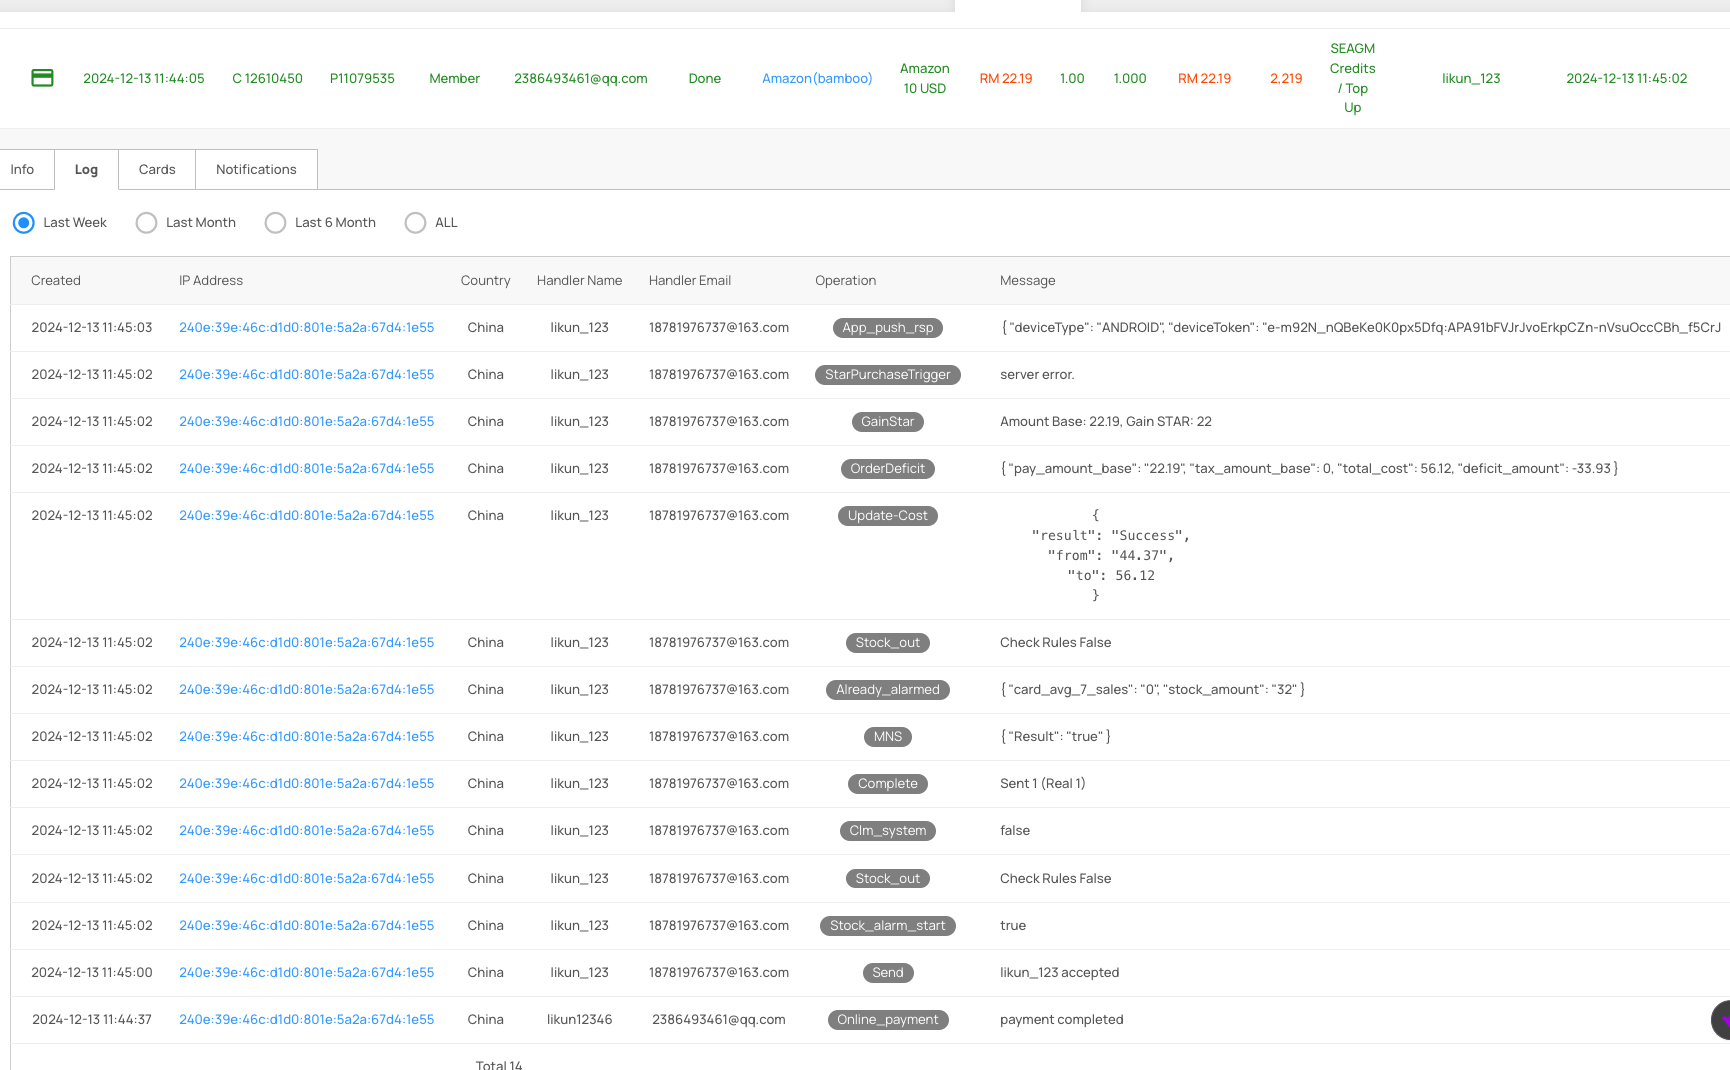 2024-12-13 11:44:05 C 12610450 P11079535 Member 2386493461@qq.com Done Amazon(bamboo) Amazon 10 USD RM 22.19 1.00 1.000 RM 22.19 2,219 SEAGM Credits / Top Up likun_123 2024-12-13 11:45:02
Info Log Cards Notifications
Last Week Last Month Last 6 Month ALL
Created IP Address Country Handler Name Handler Email Operation Message
2024-12-13 11:45:03 240e:39e:46c:d1d0:801e:5a2a:67d4:1e55 China likun_123 18781976737@163.com App_push_rsp {"deviceType": "ANDROID", "deviceToken": "e-m92N_nQBeKe0K0px5Dfq:APA91bFVJrJvoErkpCZn-nVsuOccCBh_f5CrJ
2024-12-13 11:45:02 240e:39e:46c:d1d0:801e:5a2a:67d4:1e55 China likun_123 18781976737@163.com StarPurchaseTrigger server error.
2024-12-13 11:45:02 240e:39e:46c:d1d0:801e:5a2a:67d4:1e55 China likun_123 18781976737@163.com GainStar Amount Base: 22.19, Gain STAR: 22
2024-12-13 11:45:02 240e:39e:46c:d1d0:801e:5a2a:67d4:1e55 China likun_123 18781976737@163.com OrderDeficit {"pay_amount_base": "22.19", "tax_amount_base": 0, "total_cost": 56.12, "deficit_amount": -33.93}
2024-12-13 11:45:02 240e:39e:46c:d1d0:801e:5a2a:67d4:1e55 China likun_123 18781976737@163.com Update-Cost {
"result": "Success",
"from": "44.37",
"to": 56.12
}
2024-12-13 11:45:02 240e:39e:46c:d1d0:801e:5a2a:67d4:1e55 China likun_123 18781976737@163.com Stock_out Check Rules False
2024-12-13 11:45:02 240e:39e:46c:d1d0:801e:5a2a:67d4:1e55 China likun_123 18781976737@163.com Already_alarmed {"card_avg_7_sales": "0", "stock_amount": "32"}
2024-12-13 11:45:02 240e:39e:46c:d1d0:801e:5a2a:67d4:1e55 China likun_123 18781976737@163.com MNS {"Result": "true"}
2024-12-13 11:45:02 240e:39e:46c:d1d0:801e:5a2a:67d4:1e55 China likun_123 18781976737@163.com Complete Sent 1 (Real 1)
2024-12-13 11:45:02 240e:39e:46c:d1d0:801e:5a2a:67d4:1e55 China likun_123 18781976737@163.com Clm_system false
2024-12-13 11:45:02 240e:39e:46c:d1d0:801e:5a2a:67d4:1e55 China likun_123 18781976737@163.com Stock_out Check Rules False
2024-12-13 11:45:02 240e:39e:46c:d1d0:801e:5a2a:67d4:1e55 China likun_123 18781976737@163.com Stock_alarm_start true
2024-12-13 11:45:00 240e:39e:46c:d1d0:801e:5a2a:67d4:1e55 China likun_123 18781976737@163.com Send likun_123 accepted
2024-12-13 11:44:37 240e:39e:46c:d1d0:801e:5a2a:67d4:1e55 China likun12346 2386493461@qq.com Online_payment payment completed
Total 14